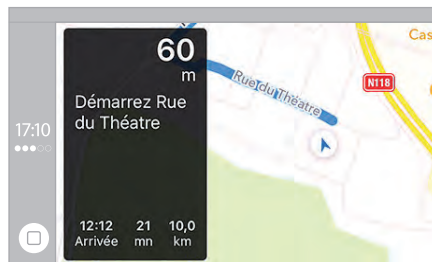 60
m
Démarrez Rue
du Théatre
12:12 21 10,0
Arrivée mn km
17:10
Rue du Théatre
N118
Cas